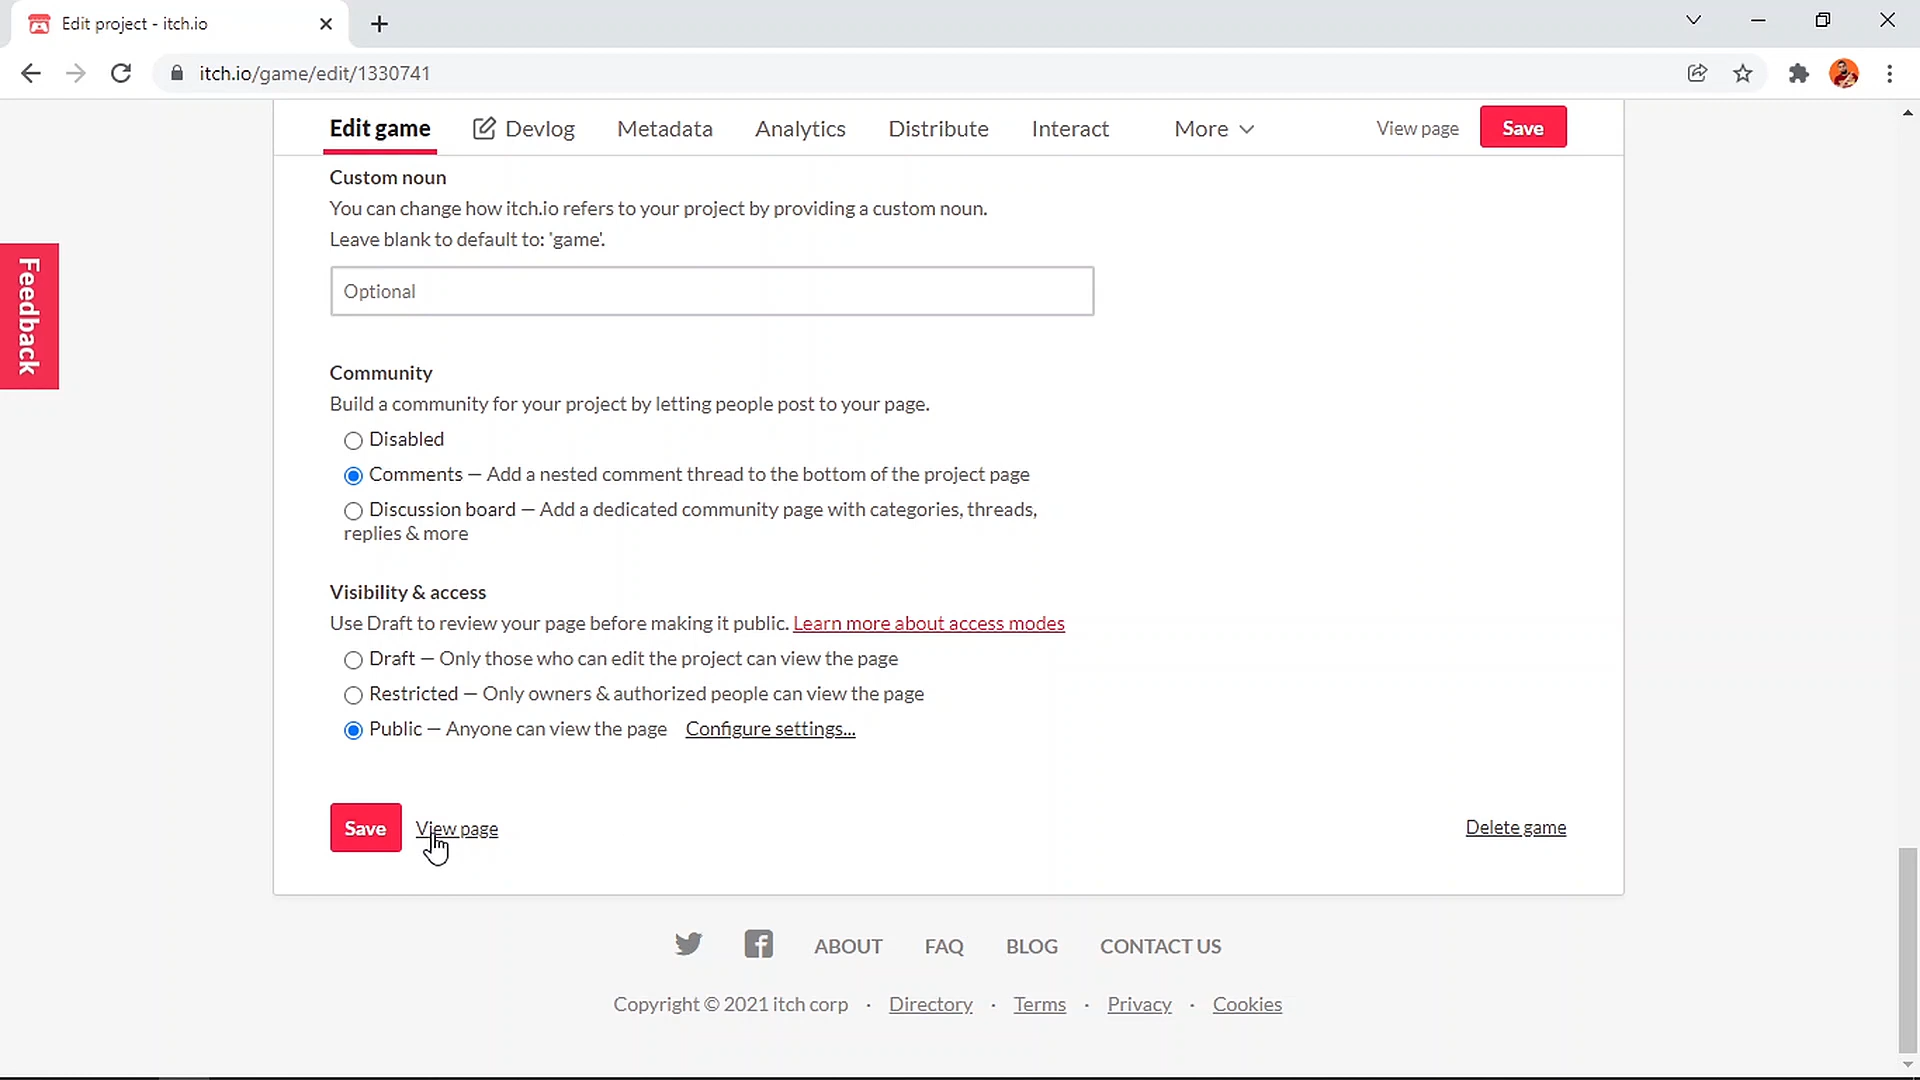 Edit project - itch.io
itch.io/game/edit/1330741
Edit game Devlog Metadata Analytics Distribute Interact More View page Save
Custom noun
You can change how itch.io refers to your project by providing a custom noun.
Leave blank to default to: 'game'.
Optional
Feedback
Community
Build a community for your project by letting people post to your page.
Disabled
Comments — Add a nested comment thread to the bottom of the project page
Discussion board — Add a dedicated community page with categories, threads,
replies & more
Visibility & access
Use Draft to review your page before making it public. Learn more about access modes
Draft — Only those who can edit the project can view the page
Restricted — Only owners & authorized people can view the page
Public — Anyone can view the page Configure settings...
Save View page Delete game
ABOUT FAQ BLOG CONTACT US
Copyright © 2021 itch corp · Directory · Terms · Privacy · Cookies